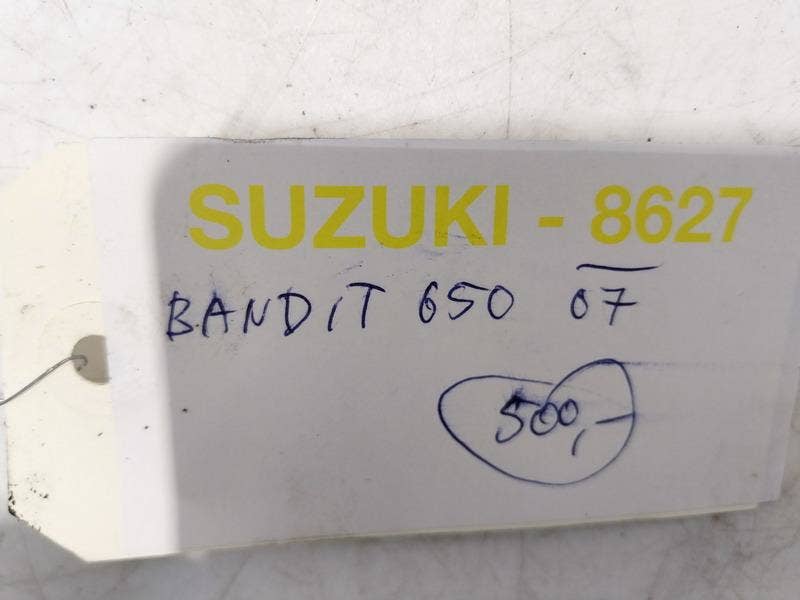 SUZUKI - 8627
BANDIT 650 07
500,-